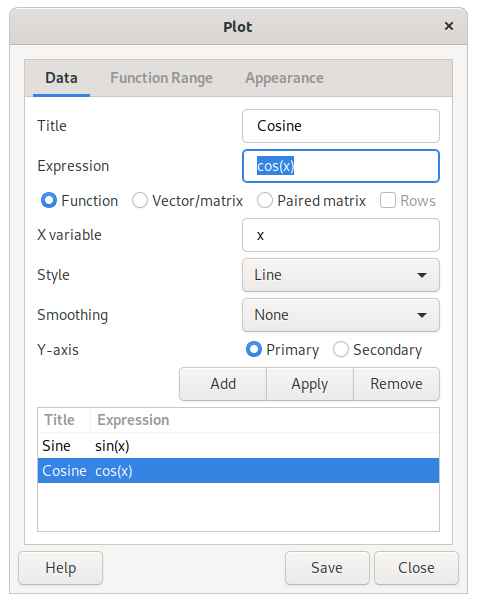 Plot
Data Function Range Appearance
Title Cosine
Expression cos(x)
Function Vector/matrix Paired matrix Rows
X variable x
Style Line
Smoothing None
Y-axis Primary Secondary
Add Apply Remove
Title Expression
Sine sin(x)
Cosine cos(x)
Help Save Close